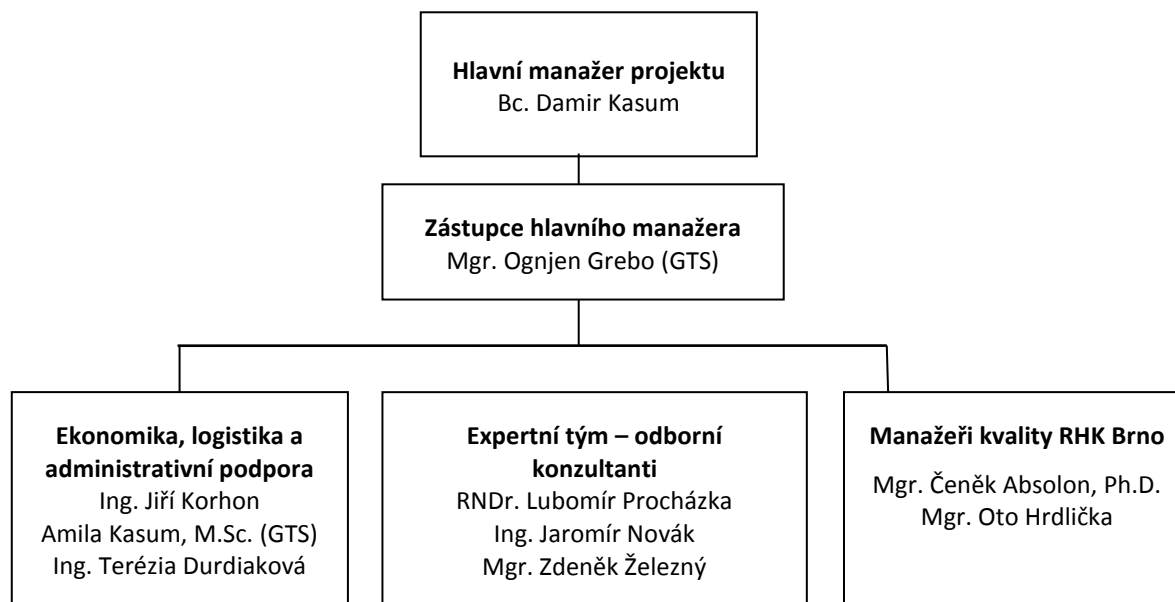 Hlavní manažer projektu
Bc. Damir Kasum
Zástupce hlavního manažera
Mgr. Ognjen Grebo (GTS)
Ekonomika, logistika a
administrativní podpora
Ing. Jiří Korhon
Amila Kasum, M.Sc. (GTS)
Ing. Terézia Durdiaková
Expertní tým – odborní
konzultanti
RNDr. Lubomír Procházka
Ing. Jaromír Novák
Mgr. Zdeněk Železný
Manažeři kvality RHK Brno
Mgr. Čeněk Absolon, Ph.D.
Mgr. Oto Hrdlička